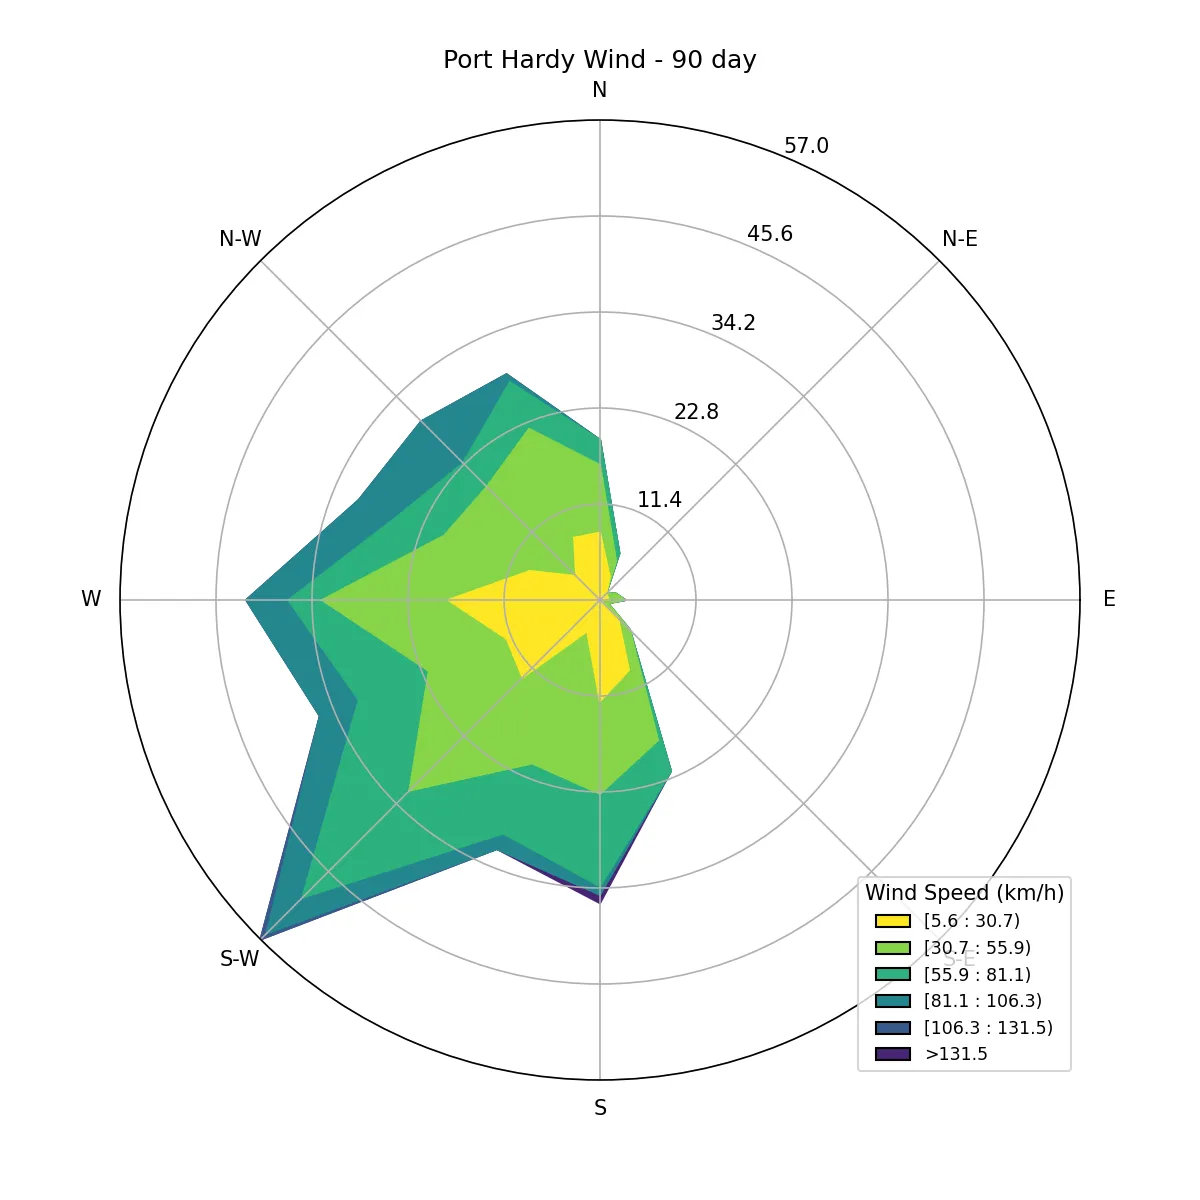 Port Hardy Wind - 90 day
N
57.0
45.6
N-W
N-E
34.2
22.8
11.4
W
E
Wind Speed (km/h)
[5.6 : 30.7)
[30.7 : 55.9)
S-W
S-E
[55.9 : 81.1)
[81.1 : 106.3)
[106.3 : 131.5)
>131.5
S